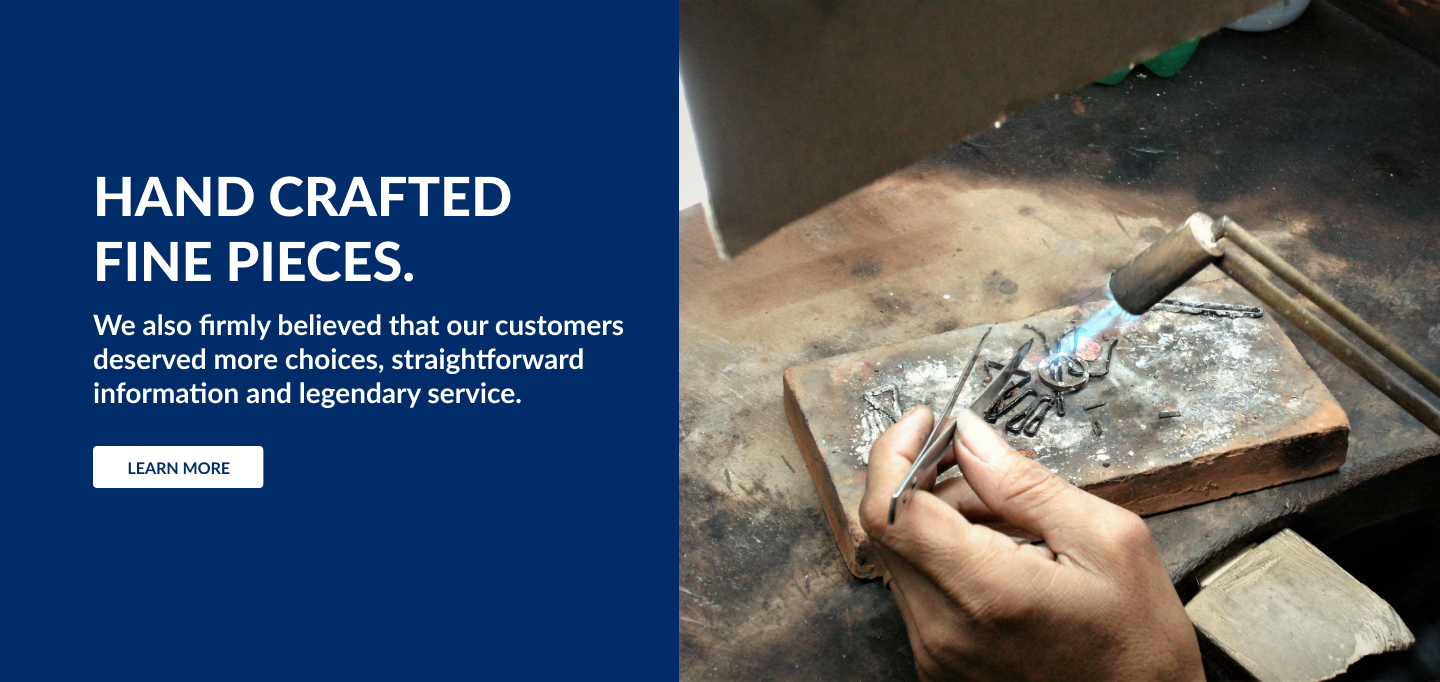 HAND CRAFTED
FINE PIECES.
We also firmly believed that our customers
deserved more choices, straightforward
information and legendary service.
LEARN MORE